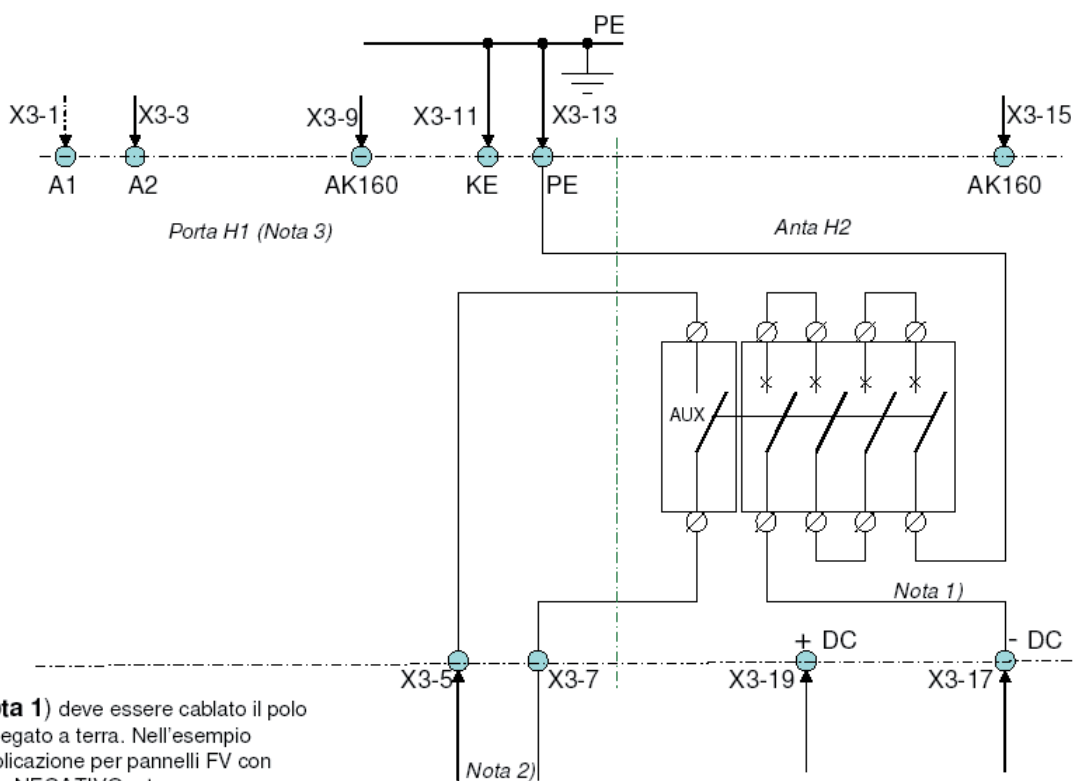 PE
X3-1 X3-3 X3-9 X3-11 X3-13 X3-15
A1 A2 AK160 KE PE AK160
Porta H1 (Nota 3) Anta H2
AUX
Nota 1)
+ DC - DC
X3-5 X3-7 X3-19 X3-17
ta 1) deve essere cablato il polo
egato a terra. Nell'esempio
plicazione per pannelli FV con
Nota 2)
NEGATIVO